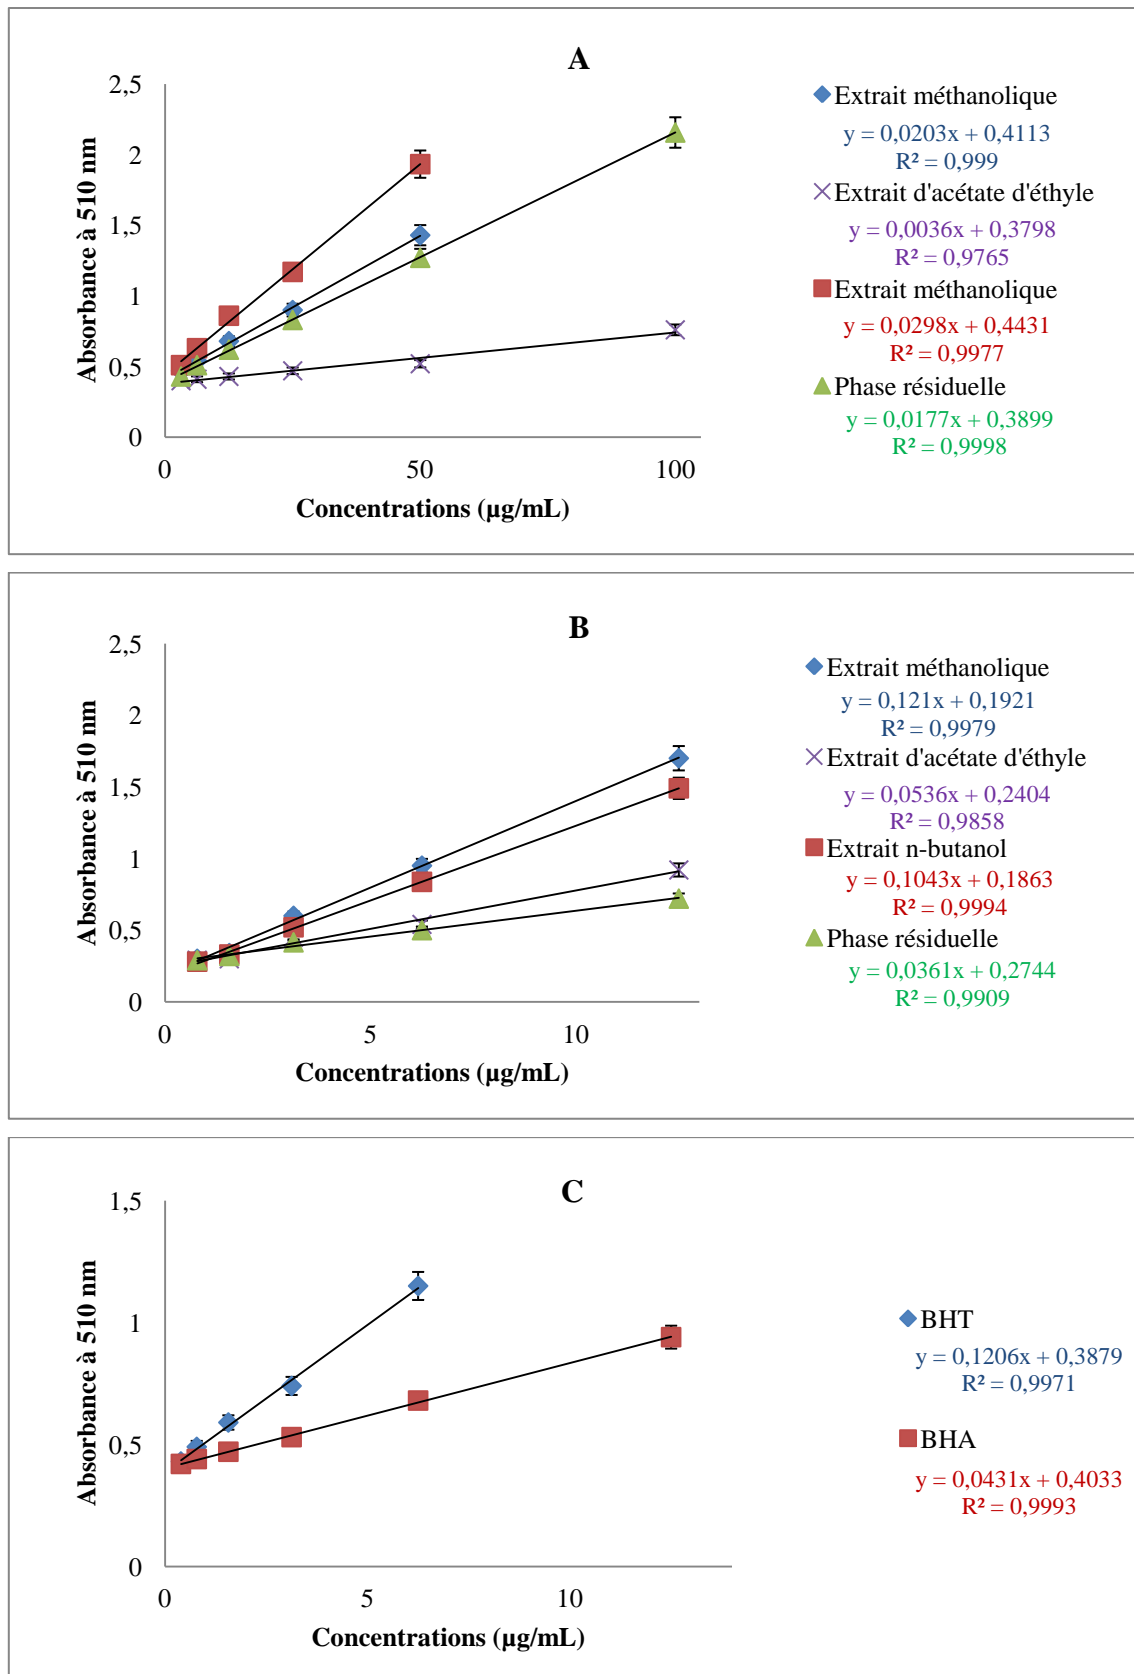 A
2,5
2
1,5
1
0,5
0
0
50
100
Absorbance à 510 nm
Concentrations (µg/mL)
Extrait méthanolique
y = 0,0203x + 0,4113
R² = 0,999
Extrait d'acétate d'éthyle
y = 0,0036x + 0,3798
R² = 0,9765
Extrait méthanolique
y = 0,0298x + 0,4431
R² = 0,9977
Phase résiduelle
y = 0,0177x + 0,3899
R² = 0,9998
B
2,5
2
1,5
1
0,5
0
0
5
10
Absorbance à 510 nm
Concentrations (µg/mL)
Extrait méthanolique
y = 0,121x + 0,1921
R² = 0,9979
Extrait d'acétate d'éthyle
y = 0,0536x + 0,2404
R² = 0,9858
Extrait n-butanol
y = 0,1043x + 0,1863
R² = 0,9994
Phase résiduelle
y = 0,0361x + 0,2744
R² = 0,9909
C
1,5
1
0,5
0
0
5
10
Absorbance à 510 nm
Concentrations (µg/mL)
BHT
y = 0,1206x + 0,3879
R² = 0,9971
BHA
y = 0,0431x + 0,4033
R² = 0,9993